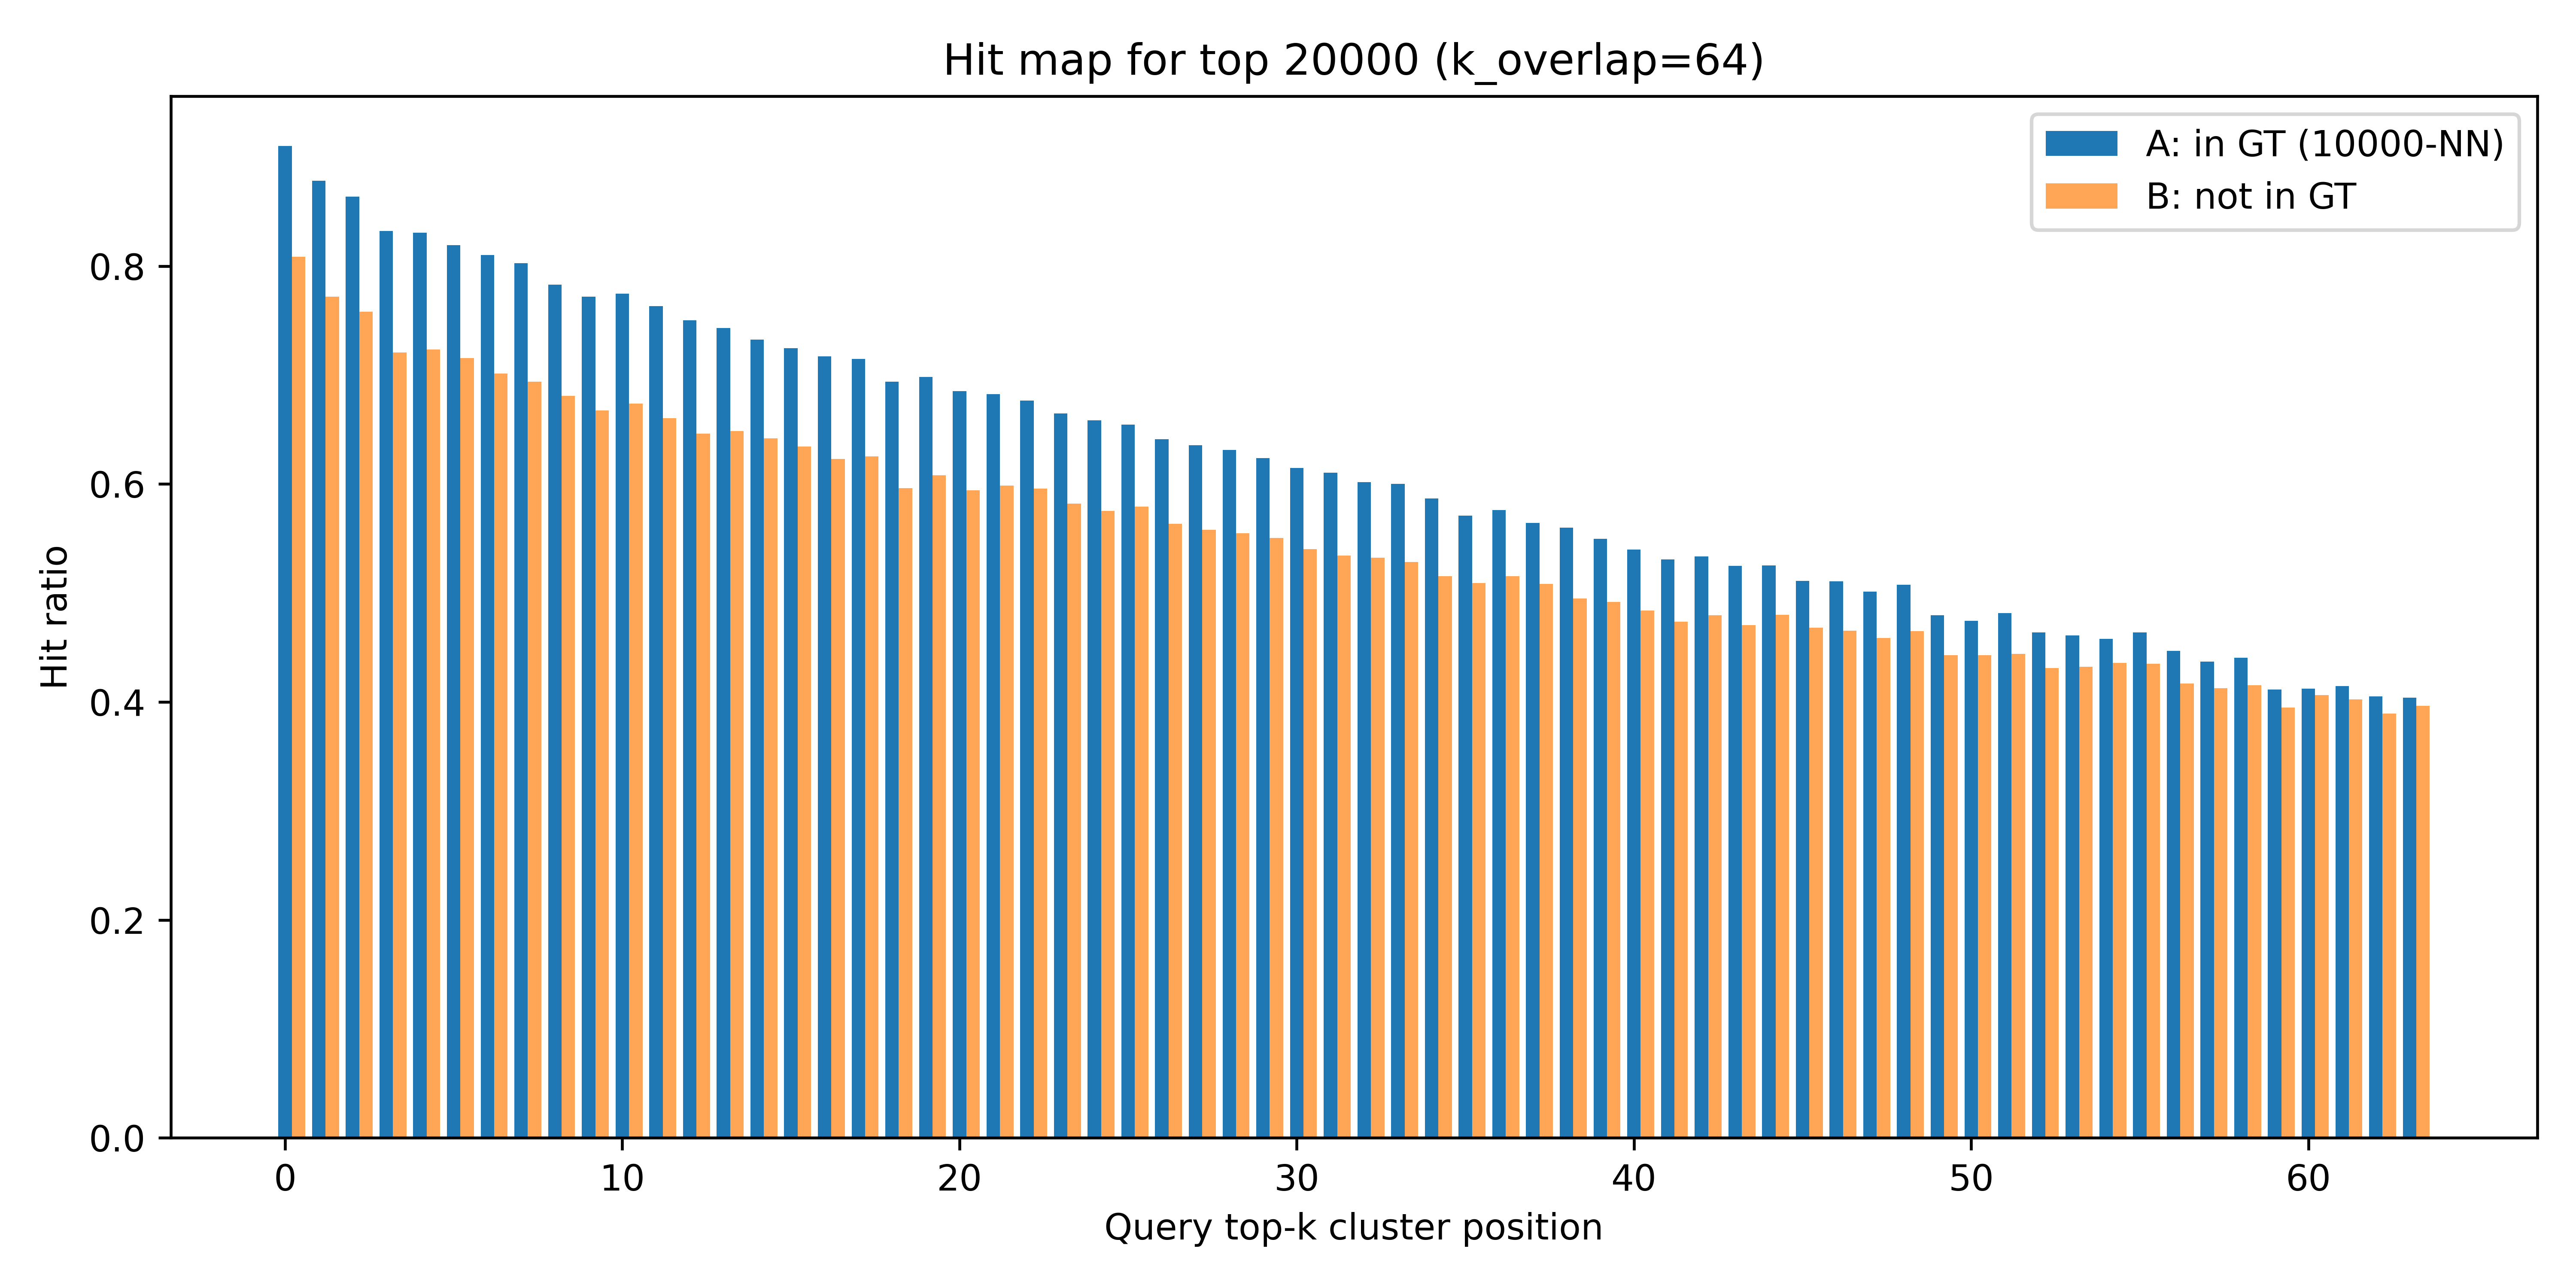 Hit map for top 20000 (k_overlap=64)
A: in GT (10000-NN)
B: not in GT
Hit ratio
0.8
0.6
0.4
0.2
0.0
0 10 20 30 40 50 60
Query top-k cluster position